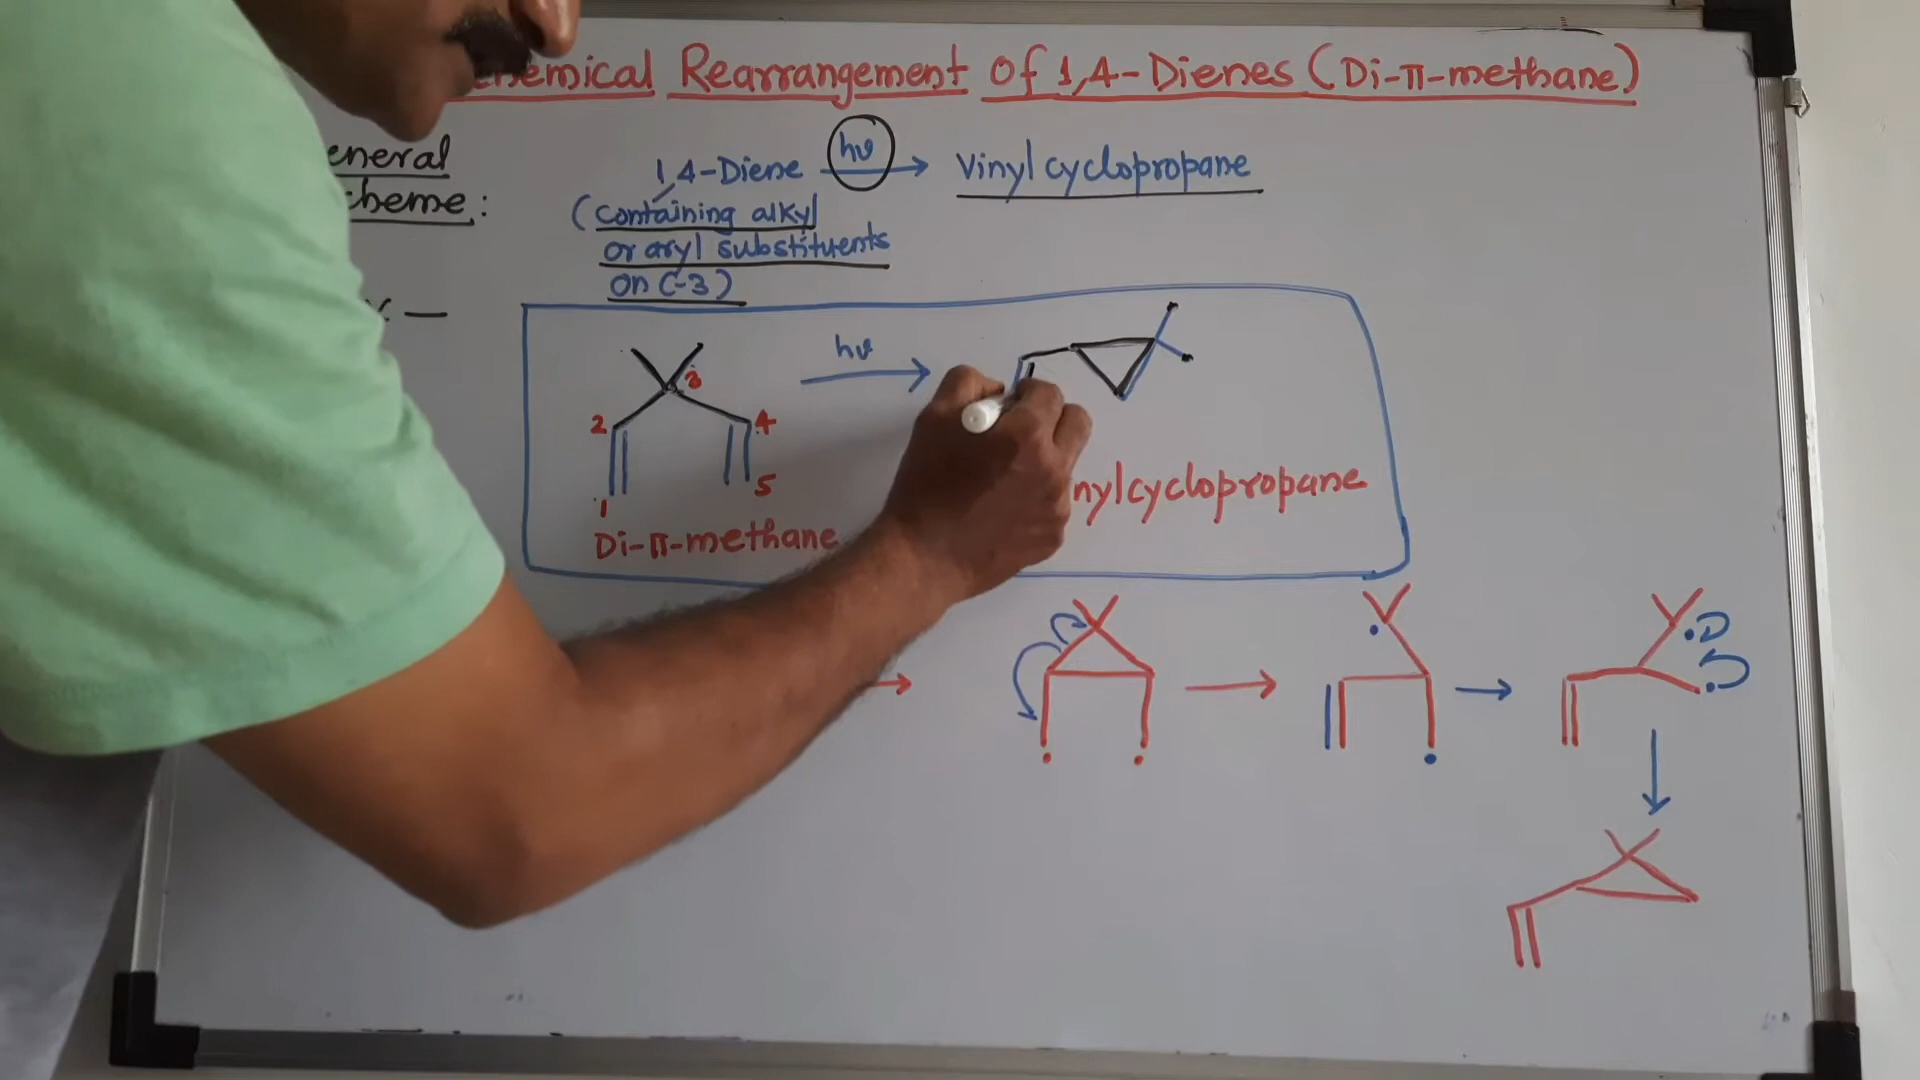 hemical Rearrangement Of 1,4-Dienes (Di-π-methane)
eneral
cheme :
1,4-Diene hν → Vinyl cyclopropane
(containing alkyl
or aryl substituents
on C-3)
hν
3
2 4
1 5
nylcyclopropane
Di-π-methane